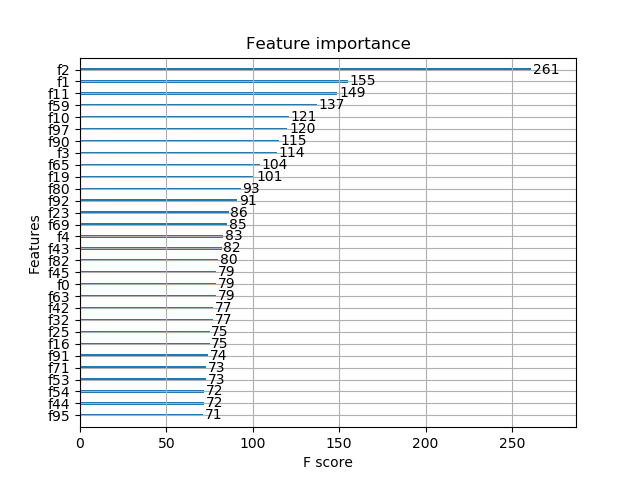 Feature importance
Features
f2 261
f1 155
f11 149
f59 137
f10 121
f97 120
f90 115
f3 114
f65 104
f19 101
f80 93
f92 91
f23 86
f69 85
f4 83
f43 82
f82 80
f45 79
f0 79
f63 79
f42 77
f32 77
f25 75
f16 75
f91 74
f71 73
f53 73
f54 72
f44 72
f95 71
0 50 100 150 200 250
F score